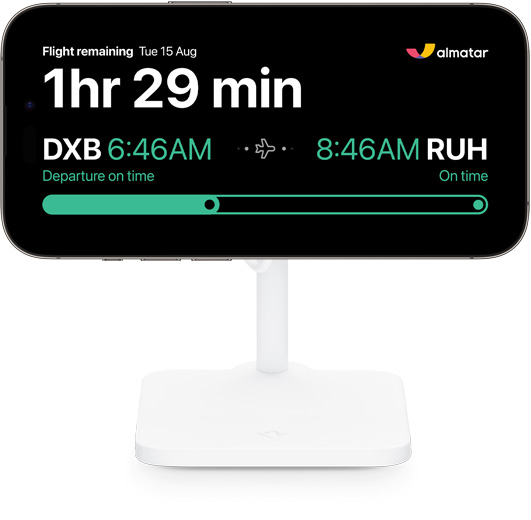 Flight remaining Tue 15 Aug
almatar
1hr 29 min
DXB 6:46AM
8:46AM RUH
Departure on time
On time